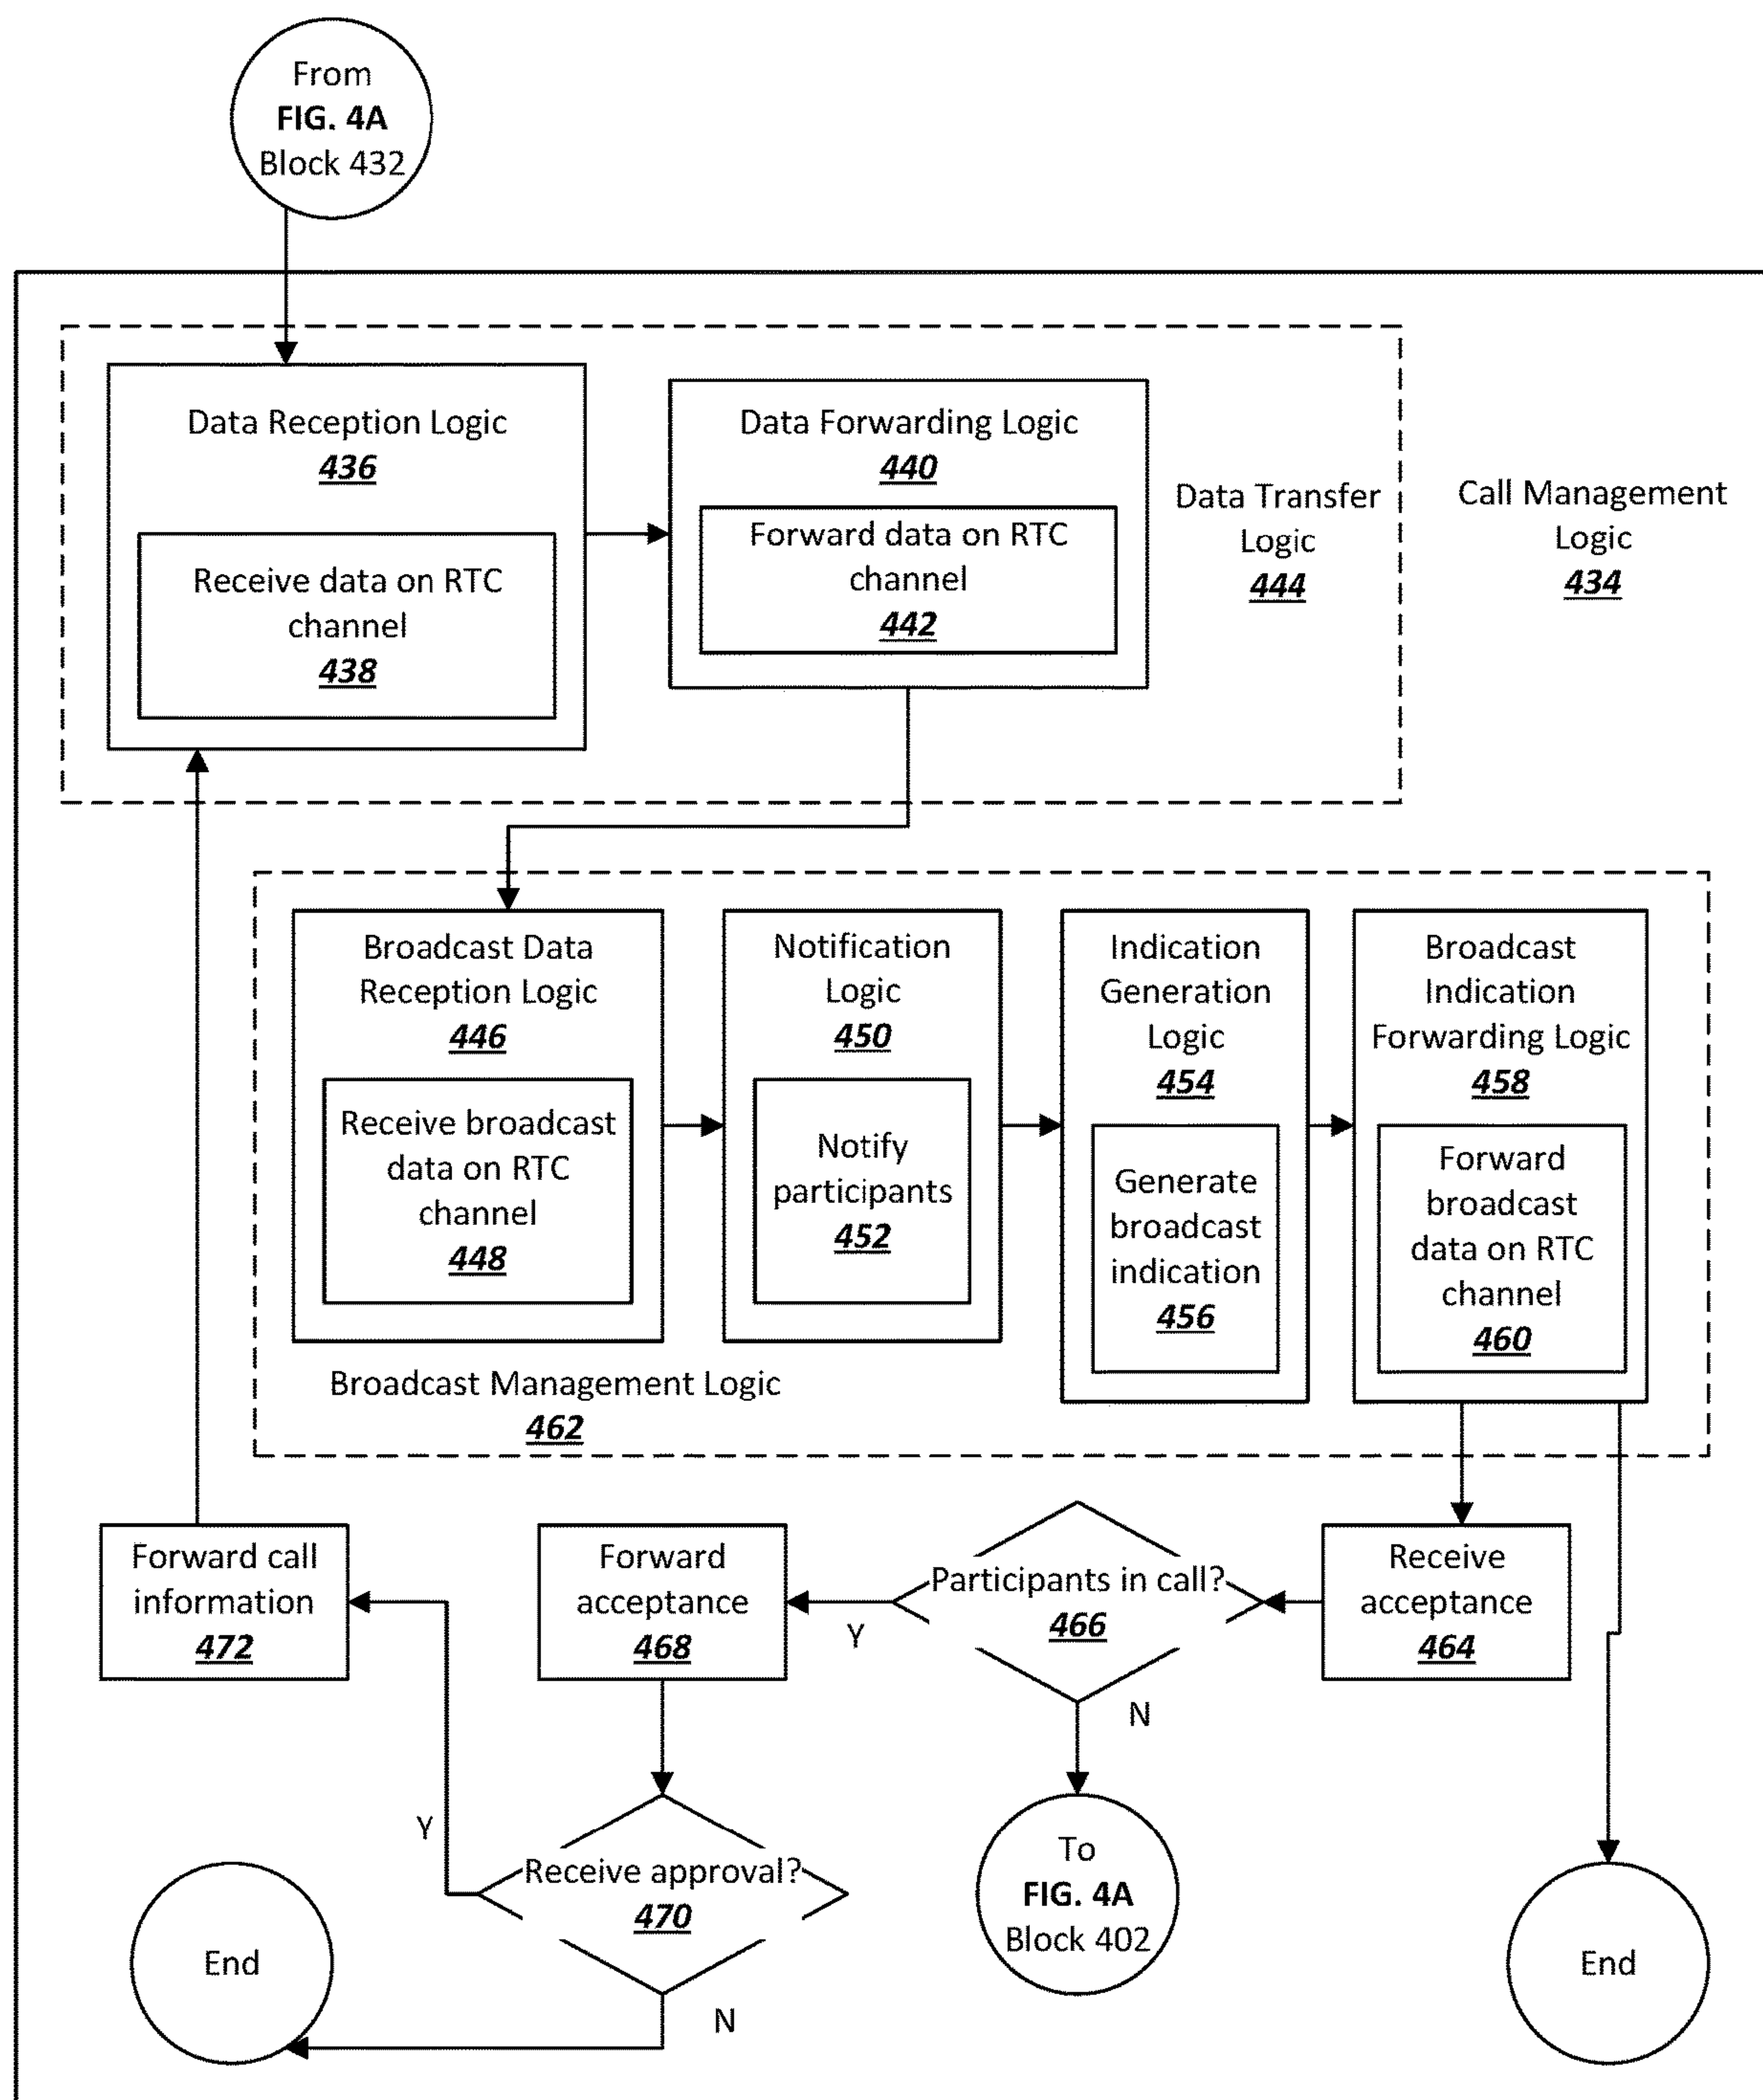 From
FIG. 4A
Block 432
Data Reception Logic
436
Receive data on RTC
channel
438
Data Forwarding Logic
440
Forward data on RTC
channel
442
Data Transfer
Logic
444
Call Management
Logic
434
Broadcast Data
Reception Logic
446
Receive broadcast
data on RTC
channel
448
Notification
Logic
450
Notify
participants
452
Indication
Generation
Logic
454
Generate
broadcast
indication
456
Broadcast
Indication
Forwarding Logic
458
Forward
broadcast
data on RTC
channel
460
Broadcast Management Logic
462
Forward call
information
472
Forward
acceptance
468
Y
Participants in call?
466
N
Receive
acceptance
464
Y
Receive approval?
470
N
To
FIG. 4A
Block 402
End
End